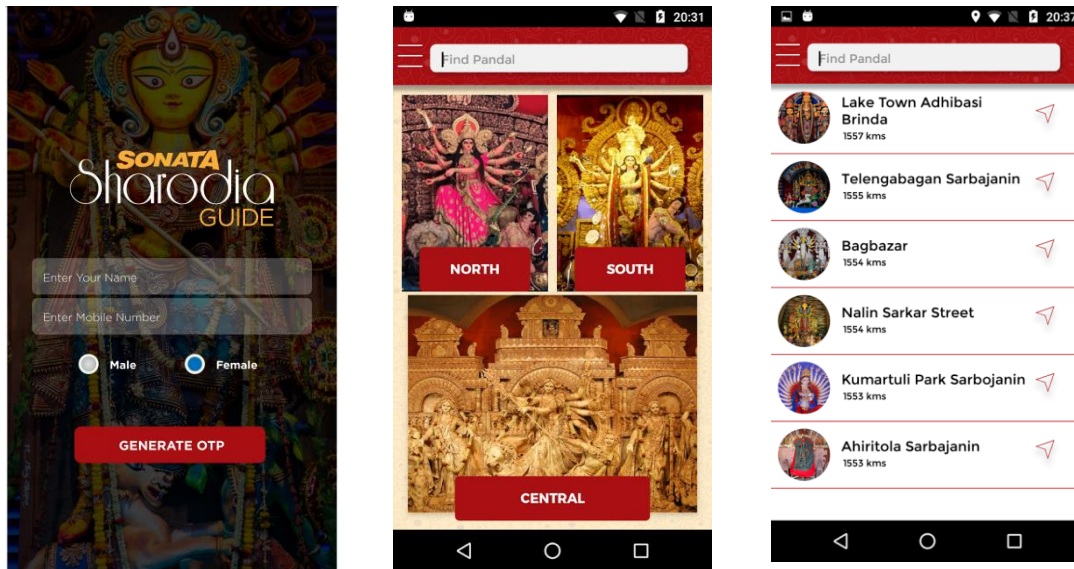 SONATA
Sharodia
GUIDE
Enter Your Name
Enter Mobile Number
Male
Female
GENERATE OTP
20:31
Find Pandal
NORTH
SOUTH
CENTRAL
20:37
Find Pandal
Lake Town Adhibasi
Brinda
1557 kms
Telengabagan Sarbajanin
1555 kms
Bagbazar
1554 kms
Nalin Sarkar Street
1554 kms
Kumartuli Park Sarbojanin
1553 kms
Ahiritola Sarbajanin
1553 kms